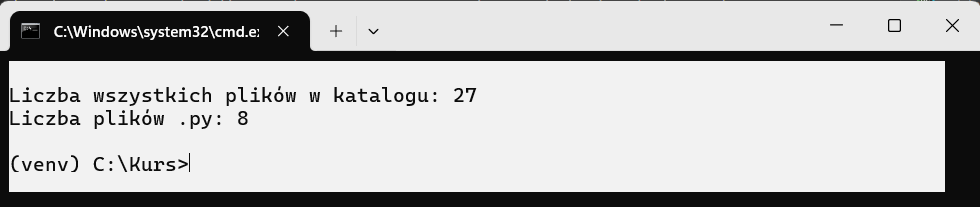 C:\Windows\system32\cmd.e
Liczba wszystkich plików w katalogu: 27
Liczba plików .py: 8
(venv) C:\Kurs>